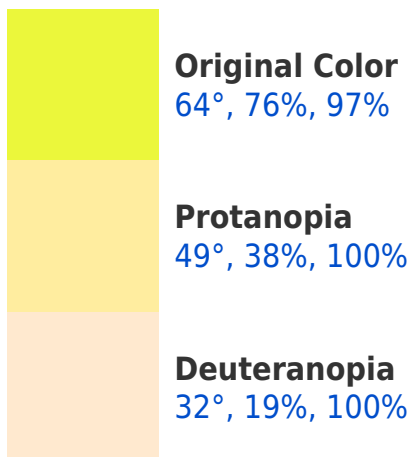 Original Color
64°, 76%, 97%
Protanopia
49°, 38%, 100%
Deuteranopia
32°, 19%, 100%